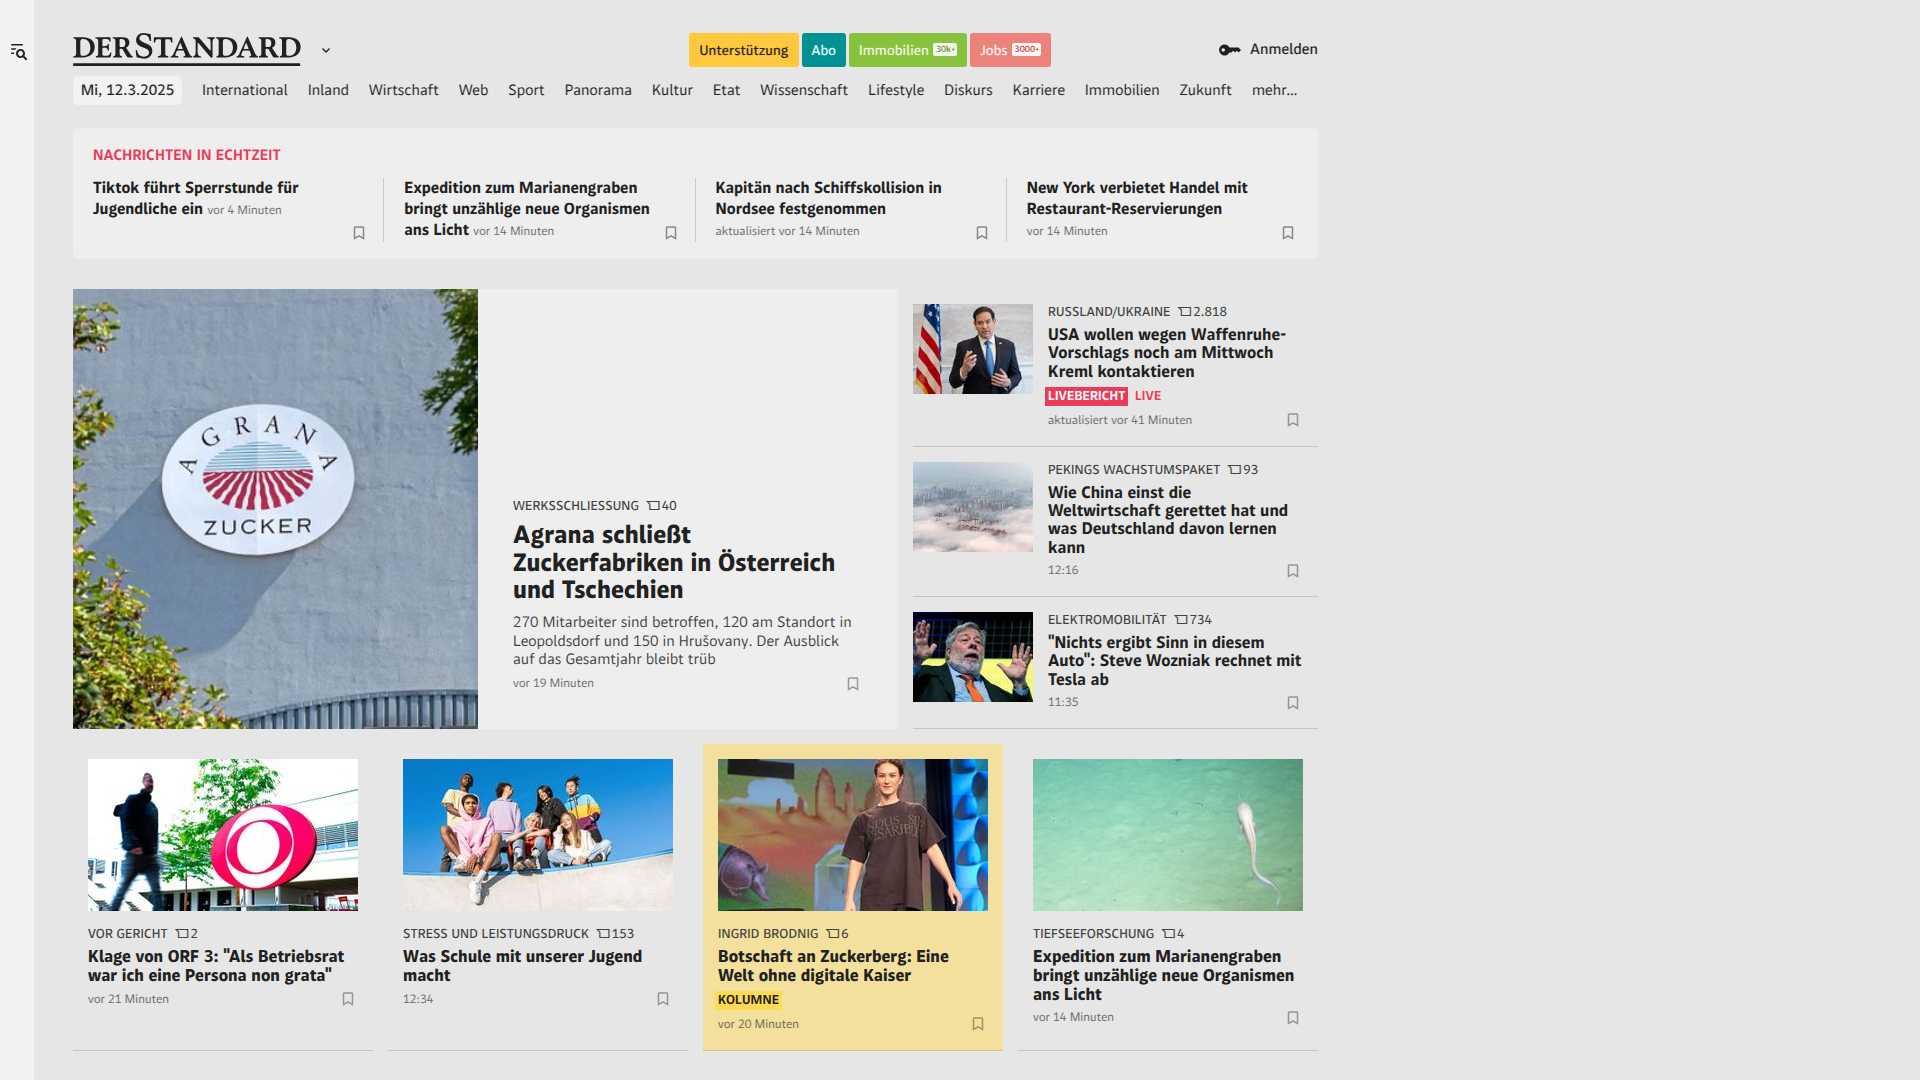 DERSTANDARD
Unterstützung
Abo
Immobilien 30k+
Jobs 3000+
Anmelden
Mi, 12.3.2025
International
Inland
Wirtschaft
Web
Sport
Panorama
Kultur
Etat
Wissenschaft
Lifestyle
Diskurs
Karriere
Immobilien
Zukunft
mehr...
NACHRICHTEN IN ECHTZEIT
Tiktok führt Sperrstunde für
Jugendliche ein vor 4 Minuten
Expedition zum Marianengraben
bringt unzählige neue Organismen
ans Licht vor 14 Minuten
Kapitän nach Schiffskollision in
Nordsee festgenommen
aktualisiert vor 14 Minuten
New York verbietet Handel mit
Restaurant-Reservierungen
vor 14 Minuten
AGRANA
ZUCKER
WERKSSCHLIESSUNG 40
Agrana schließt
Zuckerfabriken in Österreich
und Tschechien
270 Mitarbeiter sind betroffen, 120 am Standort in
Leopoldsdorf und 150 in Hrušovany. Der Ausblick
auf das Gesamtjahr bleibt trüb
vor 19 Minuten
RUSSLAND/UKRAINE 2.818
USA wollen wegen Waffenruhe-
Vorschlags noch am Mittwoch
Kreml kontaktieren
LIVEBERICHT LIVE
aktualisiert vor 41 Minuten
PEKINGS WACHSTUMSPAKET 93
Wie China einst die
Weltwirtschaft gerettet hat und
was Deutschland davon lernen
kann
12:16
ELEKTROMOBILITÄT 734
"Nichts ergibt Sinn in diesem
Auto": Steve Wozniak rechnet mit
Tesla ab
11:35
VOR GERICHT 2
Klage von ORF 3: "Als Betriebsrat
war ich eine Persona non grata"
vor 21 Minuten
STRESS UND LEISTUNGSDRUCK 153
Was Schule mit unserer Jugend
macht
12:34
INGRID BRODNIG 6
Botschaft an Zuckerberg: Eine
Welt ohne digitale Kaiser
KOLUMNE
vor 20 Minuten
TIEFSEEFORSCHUNG 4
Expedition zum Marianengraben
bringt unzählige neue Organismen
ans Licht
vor 14 Minuten